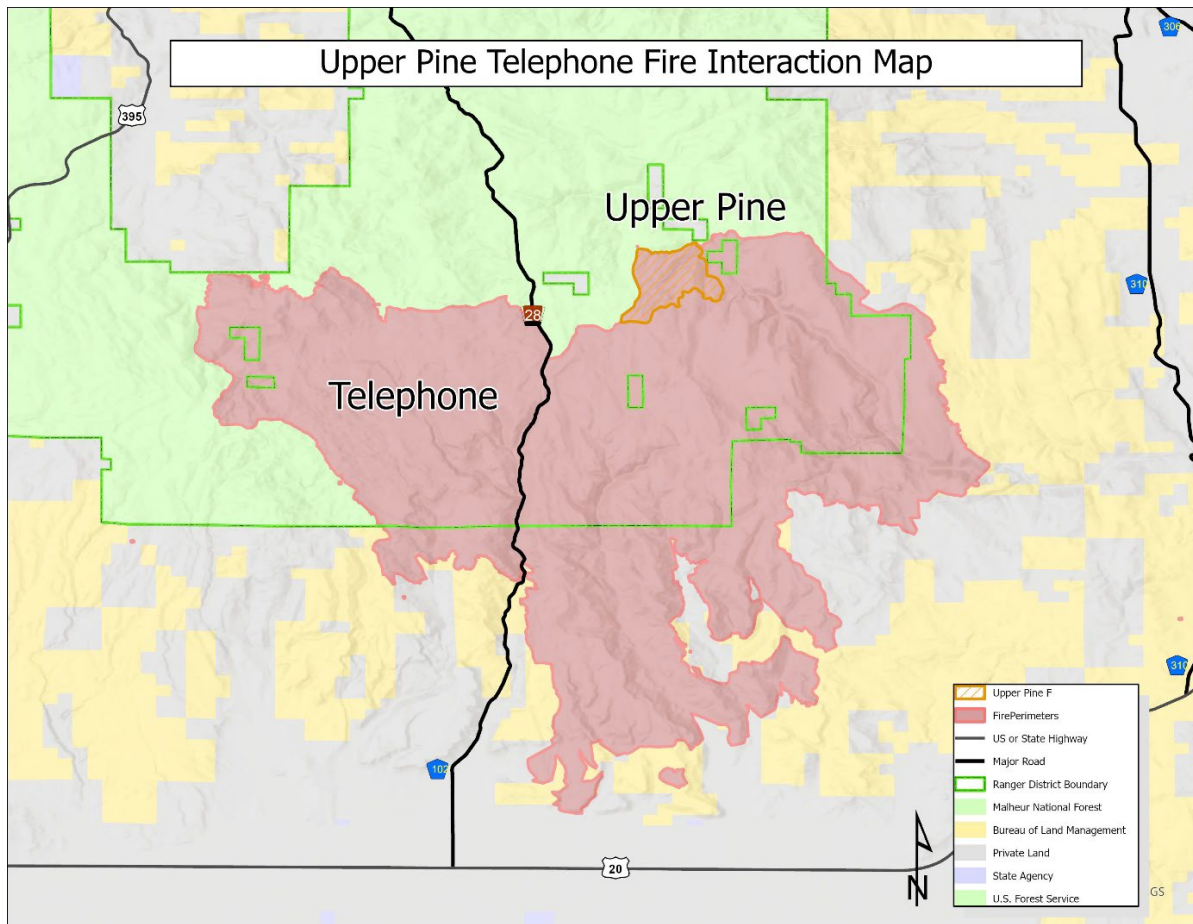 Upper Pine Telephone Fire Interaction Map
306
395
Upper Pine
310
28
Telephone
310
102
20
N
Upper Pine F
FirePerimeters
US or State Highway
Major Road
Ranger District Boundary
Malheur National Forest
Bureau of Land Management
Private Land
State Agency
U.S. Forest Service
GS